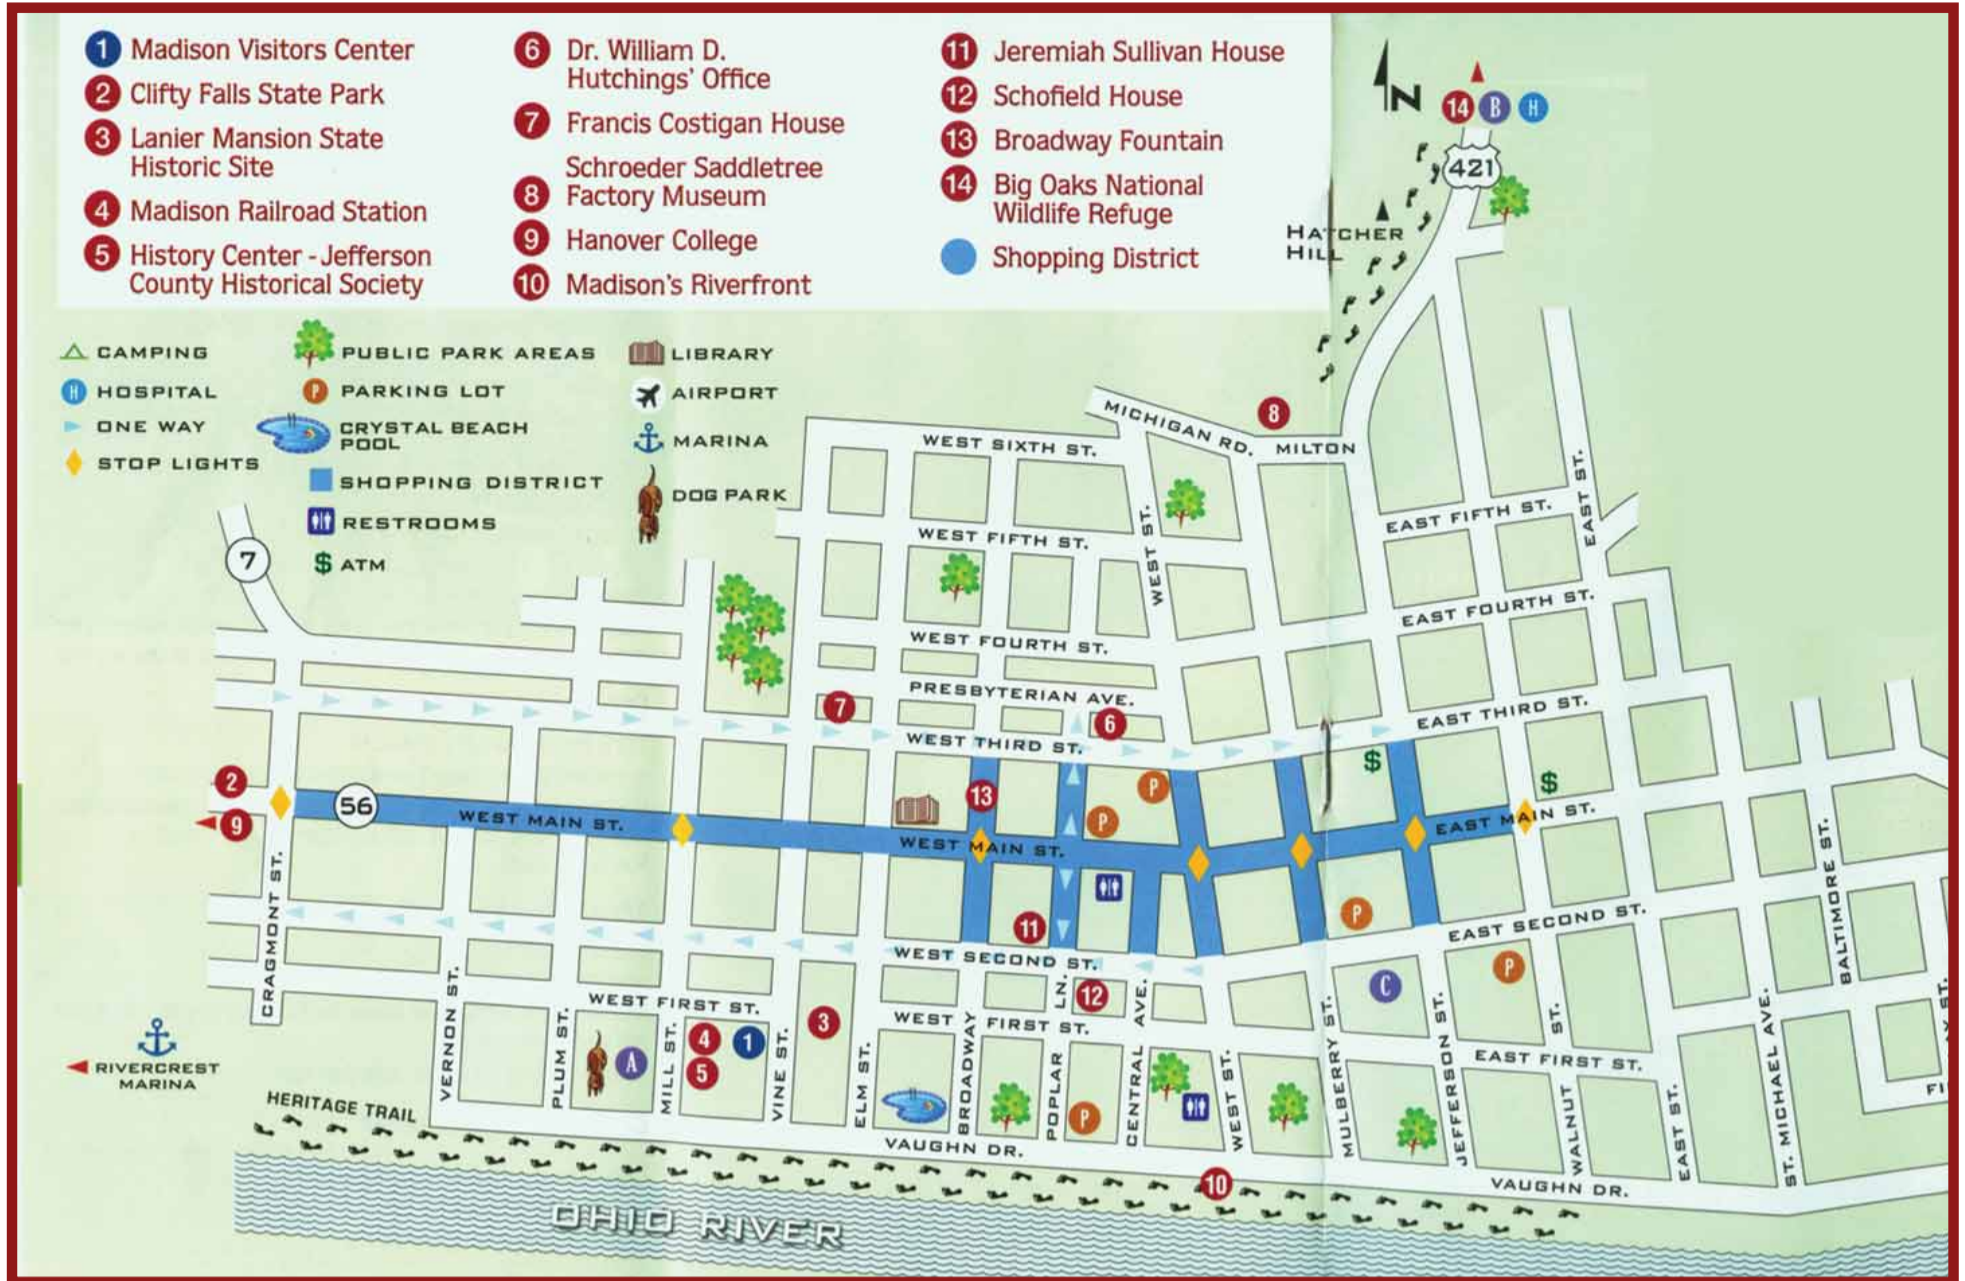 1 Madison Visitors Center
2 Clifty Falls State Park
3 Lanier Mansion State
Historic Site
4 Madison Railroad Station
5 History Center - Jefferson
County Historical Society
6 Dr. William D.
Hutchings' Office
7 Francis Costigan House
Schroeder Saddletree
8 Factory Museum
9 Hanover College
10 Madison's Riverfront
11 Jeremiah Sullivan House
12 Schofield House
13 Broadway Fountain
14 Big Oaks National
Wildlife Refuge
Shopping District
N
14 B H
421
HATCHER
HILL
CAMPING
H HOSPITAL
ONE WAY
STOP LIGHTS
PUBLIC PARK AREAS
P PARKING LOT
CRYSTAL BEACH
POOL
SHOPPING DISTRICT
RESTROOMS
$ ATM
LIBRARY
AIRPORT
MARINA
DOG PARK
7
MICHIGAN RD.
8
MILTON
WEST SIXTH ST.
WEST ST.
EAST ST.
EAST FIFTH ST.
WEST FIFTH ST.
EAST FOURTH ST.
WEST FOURTH ST.
PRESBYTERIAN AVE.
7
6
EAST THIRD ST.
WEST THIRD ST.
2
9
56
WEST MAIN ST.
13
WEST MAIN ST.
P
P
$
$
EAST MAIN ST.
P
11
EAST SECOND ST.
WEST SECOND ST.
P
C
12
CRAGMONT ST.
BALTIMORE ST.
WEST FIRST ST.
WEST FIRST ST.
EAST FIRST ST.
3
4
1
5
A
P
VERNON ST.
PLUM ST.
MILL ST.
VINE ST.
ELM ST.
BROADWAY
POPLAR LN.
CENTRAL AVE.
WEST ST.
MULBERRY ST.
JEFFERSON ST.
WALNUT ST.
EAST ST.
ST. MICHAEL AVE.
ST.
FI
RIVERCREST
MARINA
HERITAGE TRAIL
VAUGHN DR.
10
VAUGHN DR.
OHIO RIVER